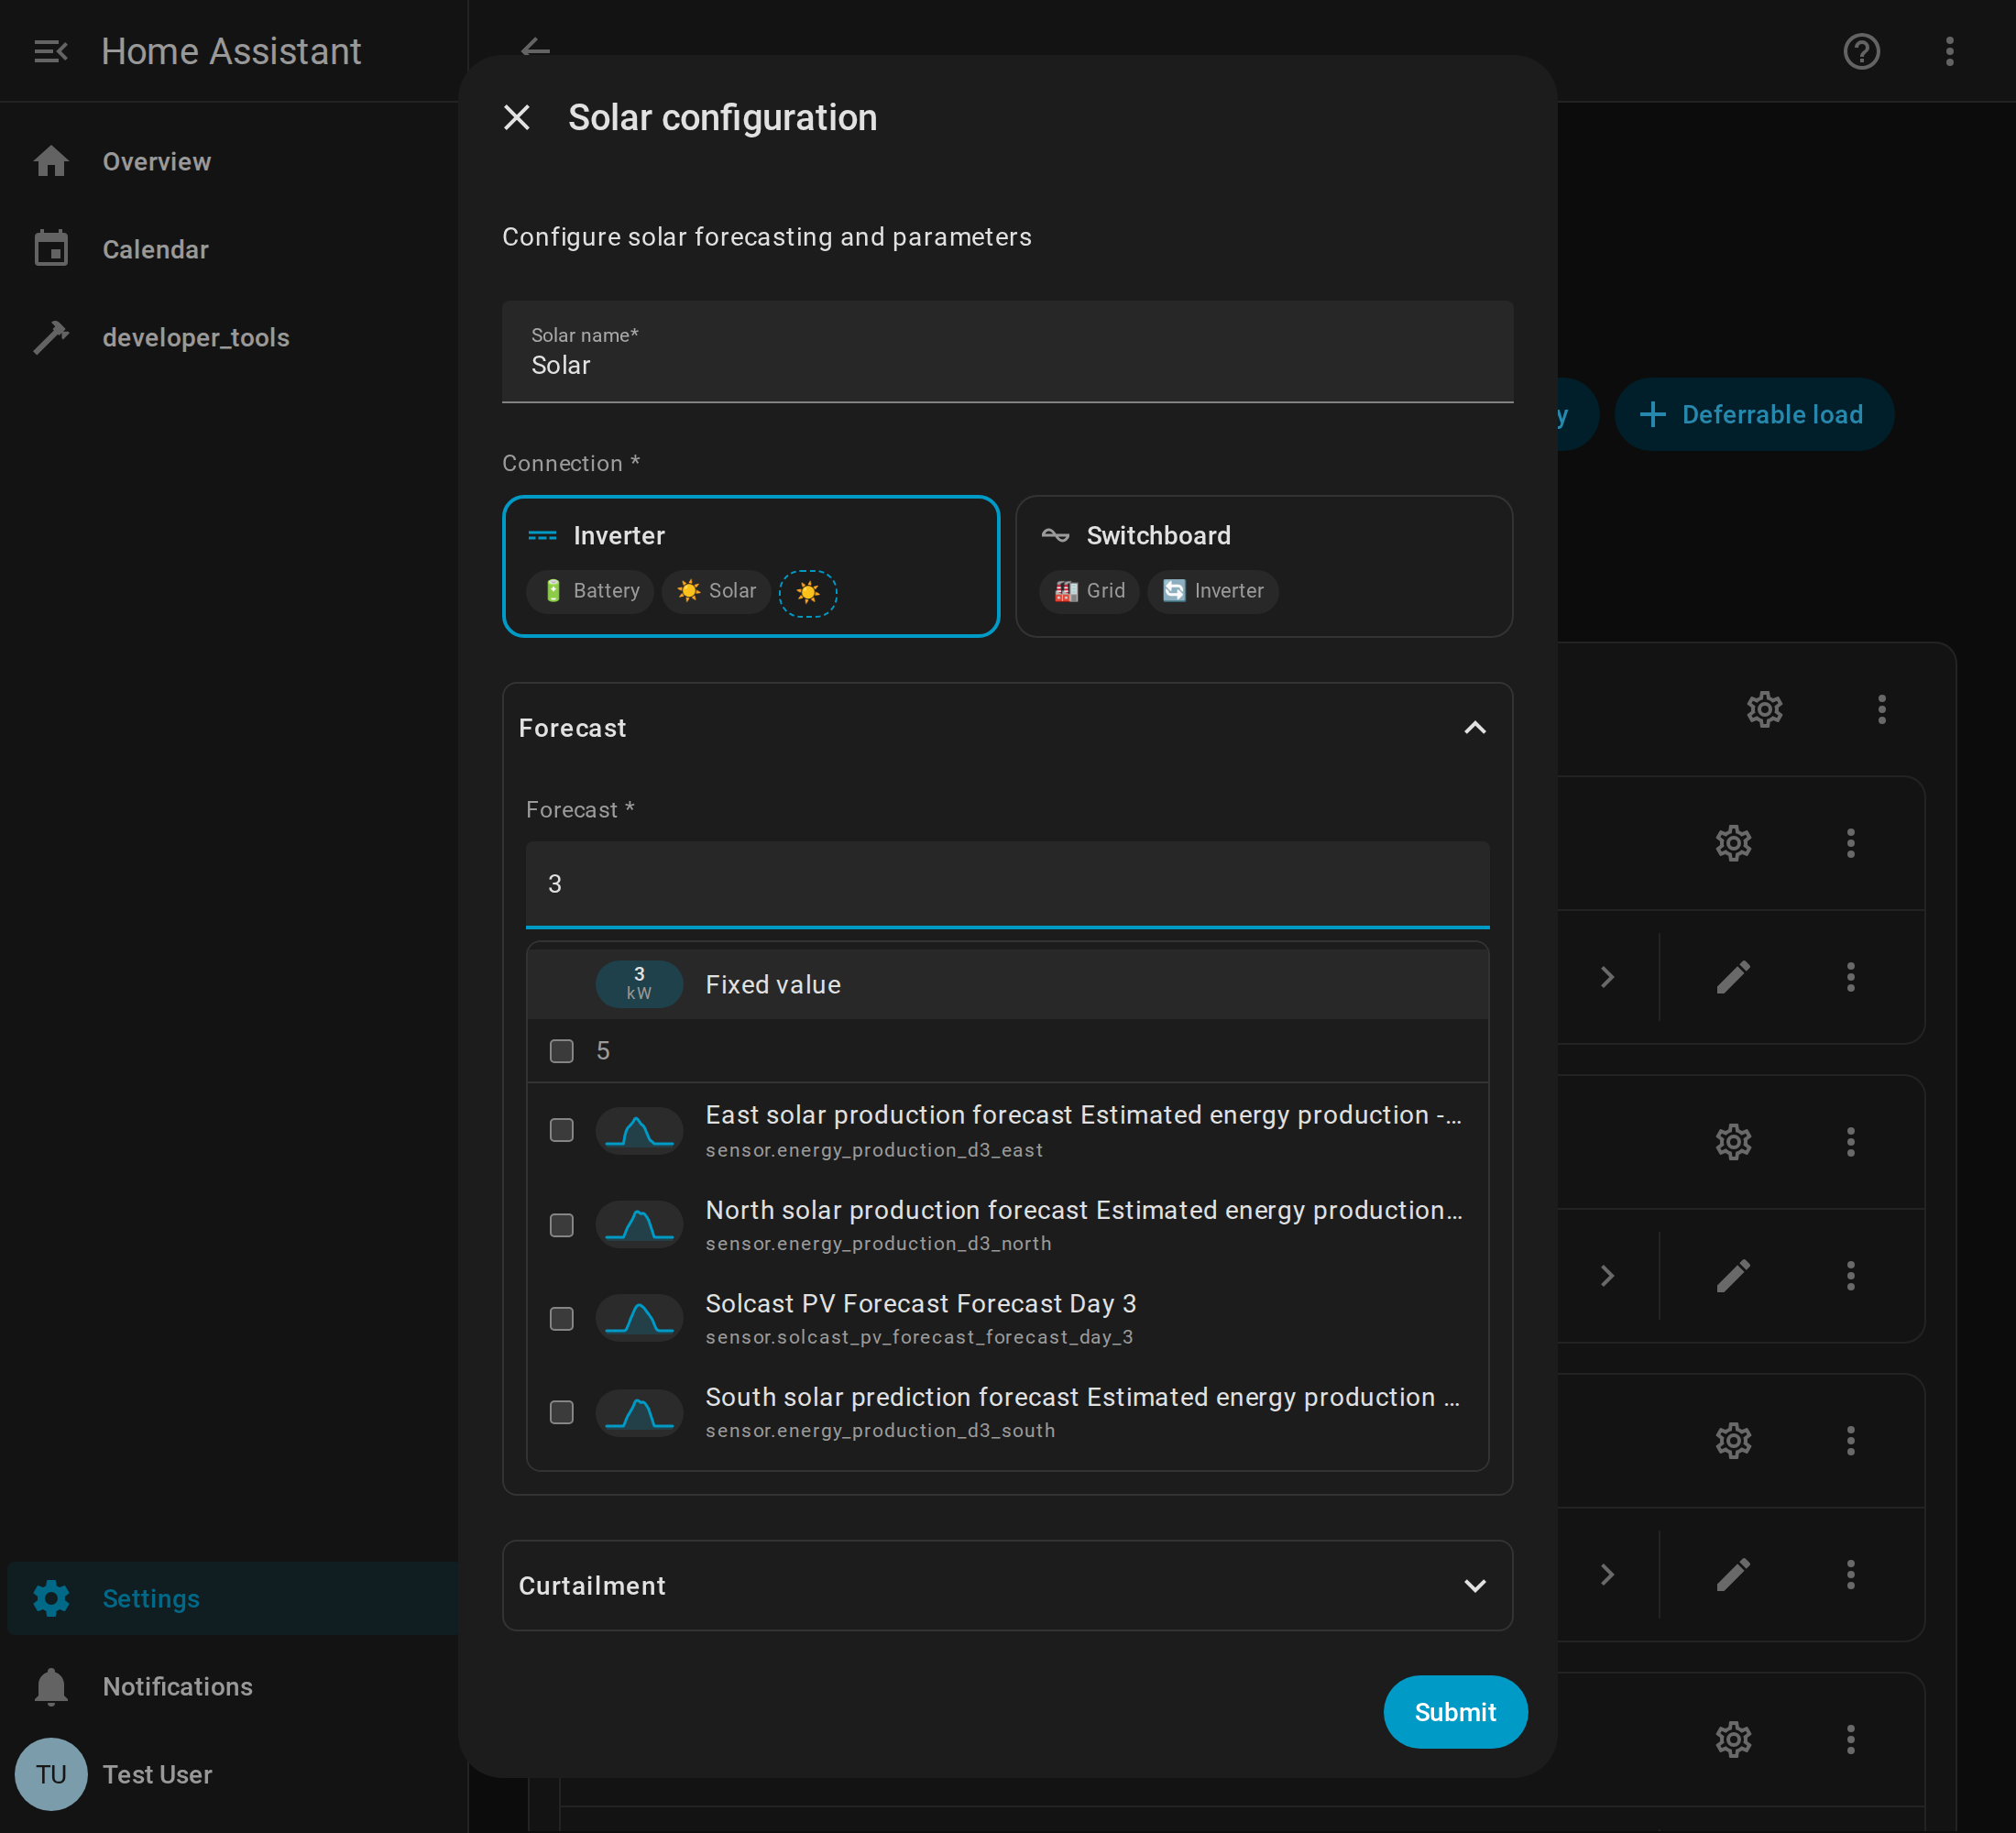 Home Assistant
Overview
Calendar
developer_tools
Settings
Notifications
TU
Test User
Solar configuration
Configure solar forecasting and parameters
Solar name*
Solar
Connection *
Inverter
Battery
Solar
Switchboard
Grid
Inverter
Forecast
Forecast *
3
3
kW
Fixed value
5
East solar production forecast Estimated energy production -…
sensor.energy_production_d3_east
North solar production forecast Estimated energy production…
sensor.energy_production_d3_north
Solcast PV Forecast Forecast Day 3
sensor.solcast_pv_forecast_forecast_day_3
South solar prediction forecast Estimated energy production …
sensor.energy_production_d3_south
Curtailment
Submit
y
Deferrable load